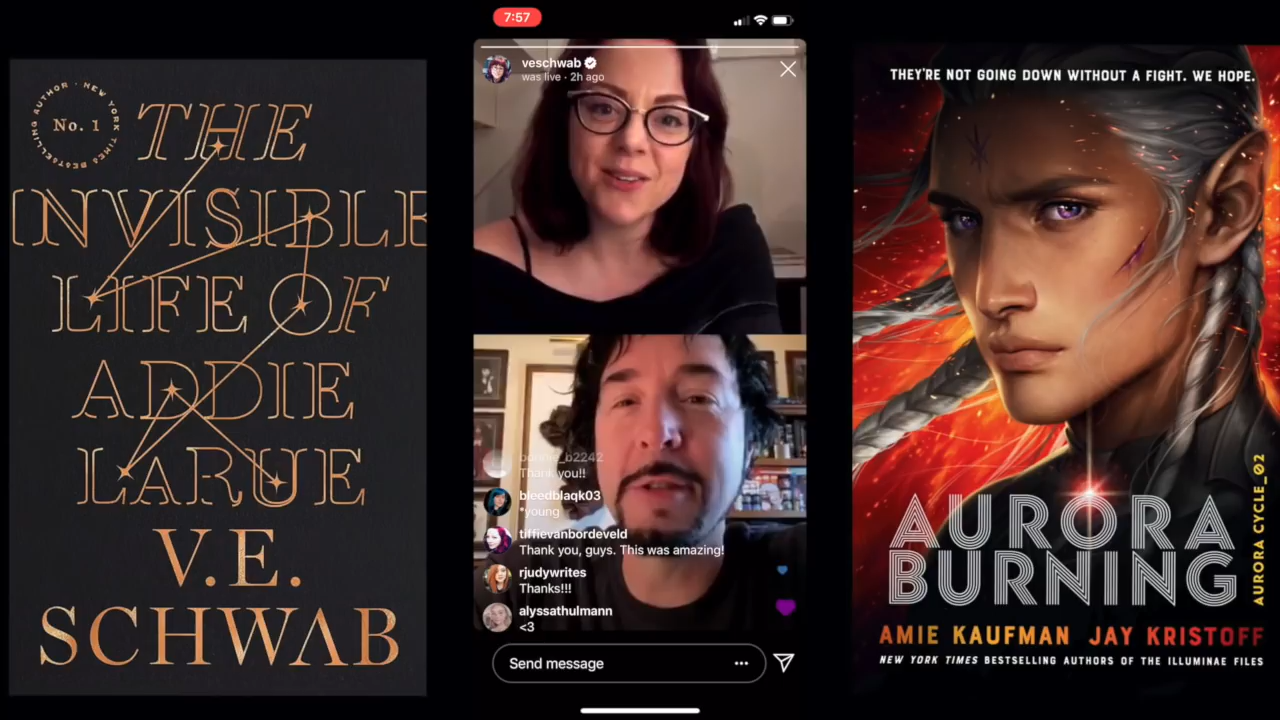 No. 1
NEW YORK TIMES BESTSELLING AUTHOR
THE
INVISIBLE
LIFE OF
ADDIE
LARUE
V.E.
SCHWAB
7:57
veschwab
was live · 2h ago
bonnie_b2242
Thank you!!
bleedblaqk03
*young
tiffievanbordeveld
Thank you, guys. This was amazing!
rjudywrites
Thanks!!!
alyssathulmann
<3
Send message
THEY'RE NOT GOING DOWN WITHOUT A FIGHT. WE HOPE.
AURORA
BURNING
AURORA CYCLE_02
AMIE KAUFMAN JAY KRISTOFF
NEW YORK TIMES BESTSELLING AUTHORS OF THE ILLUMINAE FILES